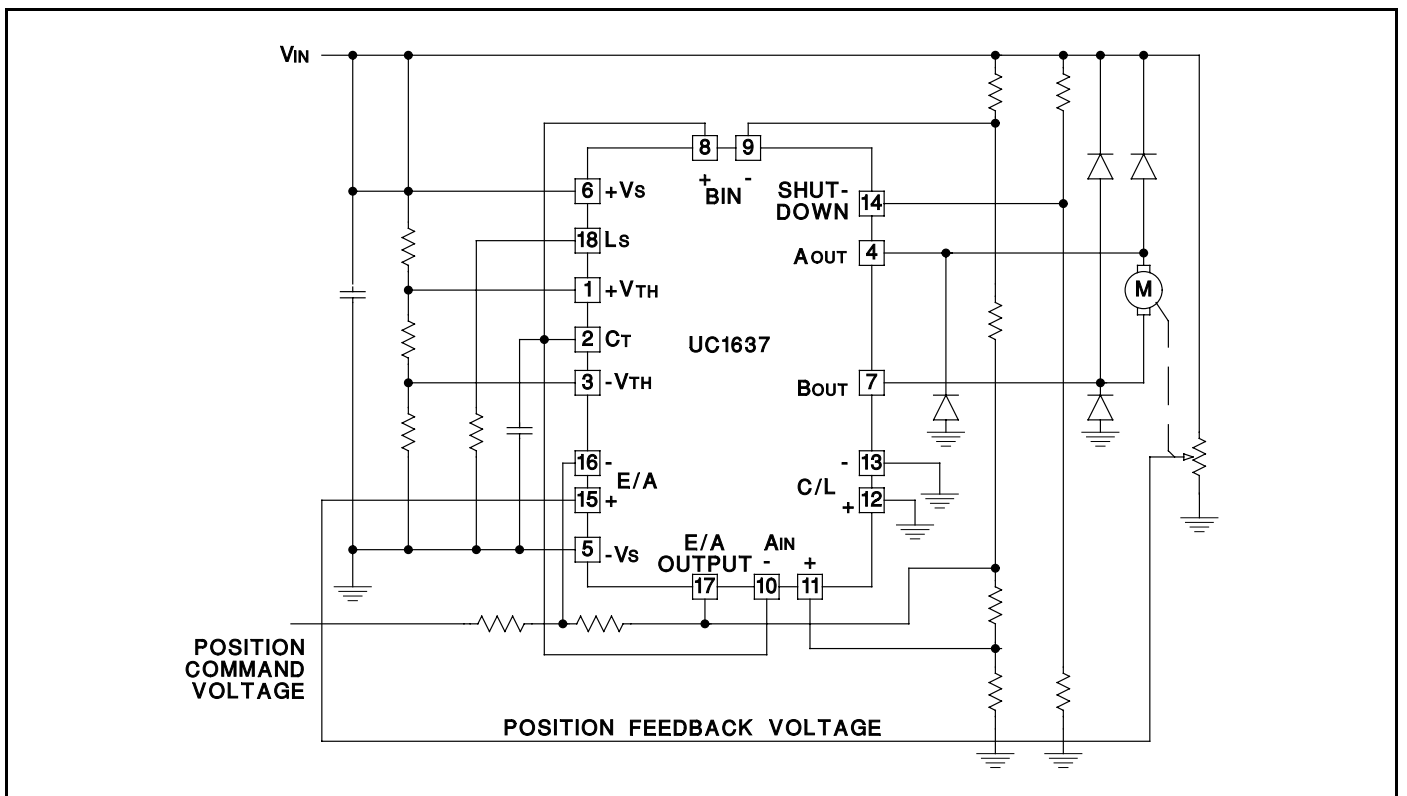 VIN
8
9
+
-
BIN
6
+VS
SHUT-
DOWN
14
18
LS
AOUT
4
1
+VTH
M
2
CT
UC1637
3
-VTH
BOUT
7
16
-
E/A
15
+
-
13
C/L
+
12
5
-VS
E/A
OUTPUT
AIN
-
+
17
10
11
POSITION
COMMAND
VOLTAGE
POSITION FEEDBACK VOLTAGE